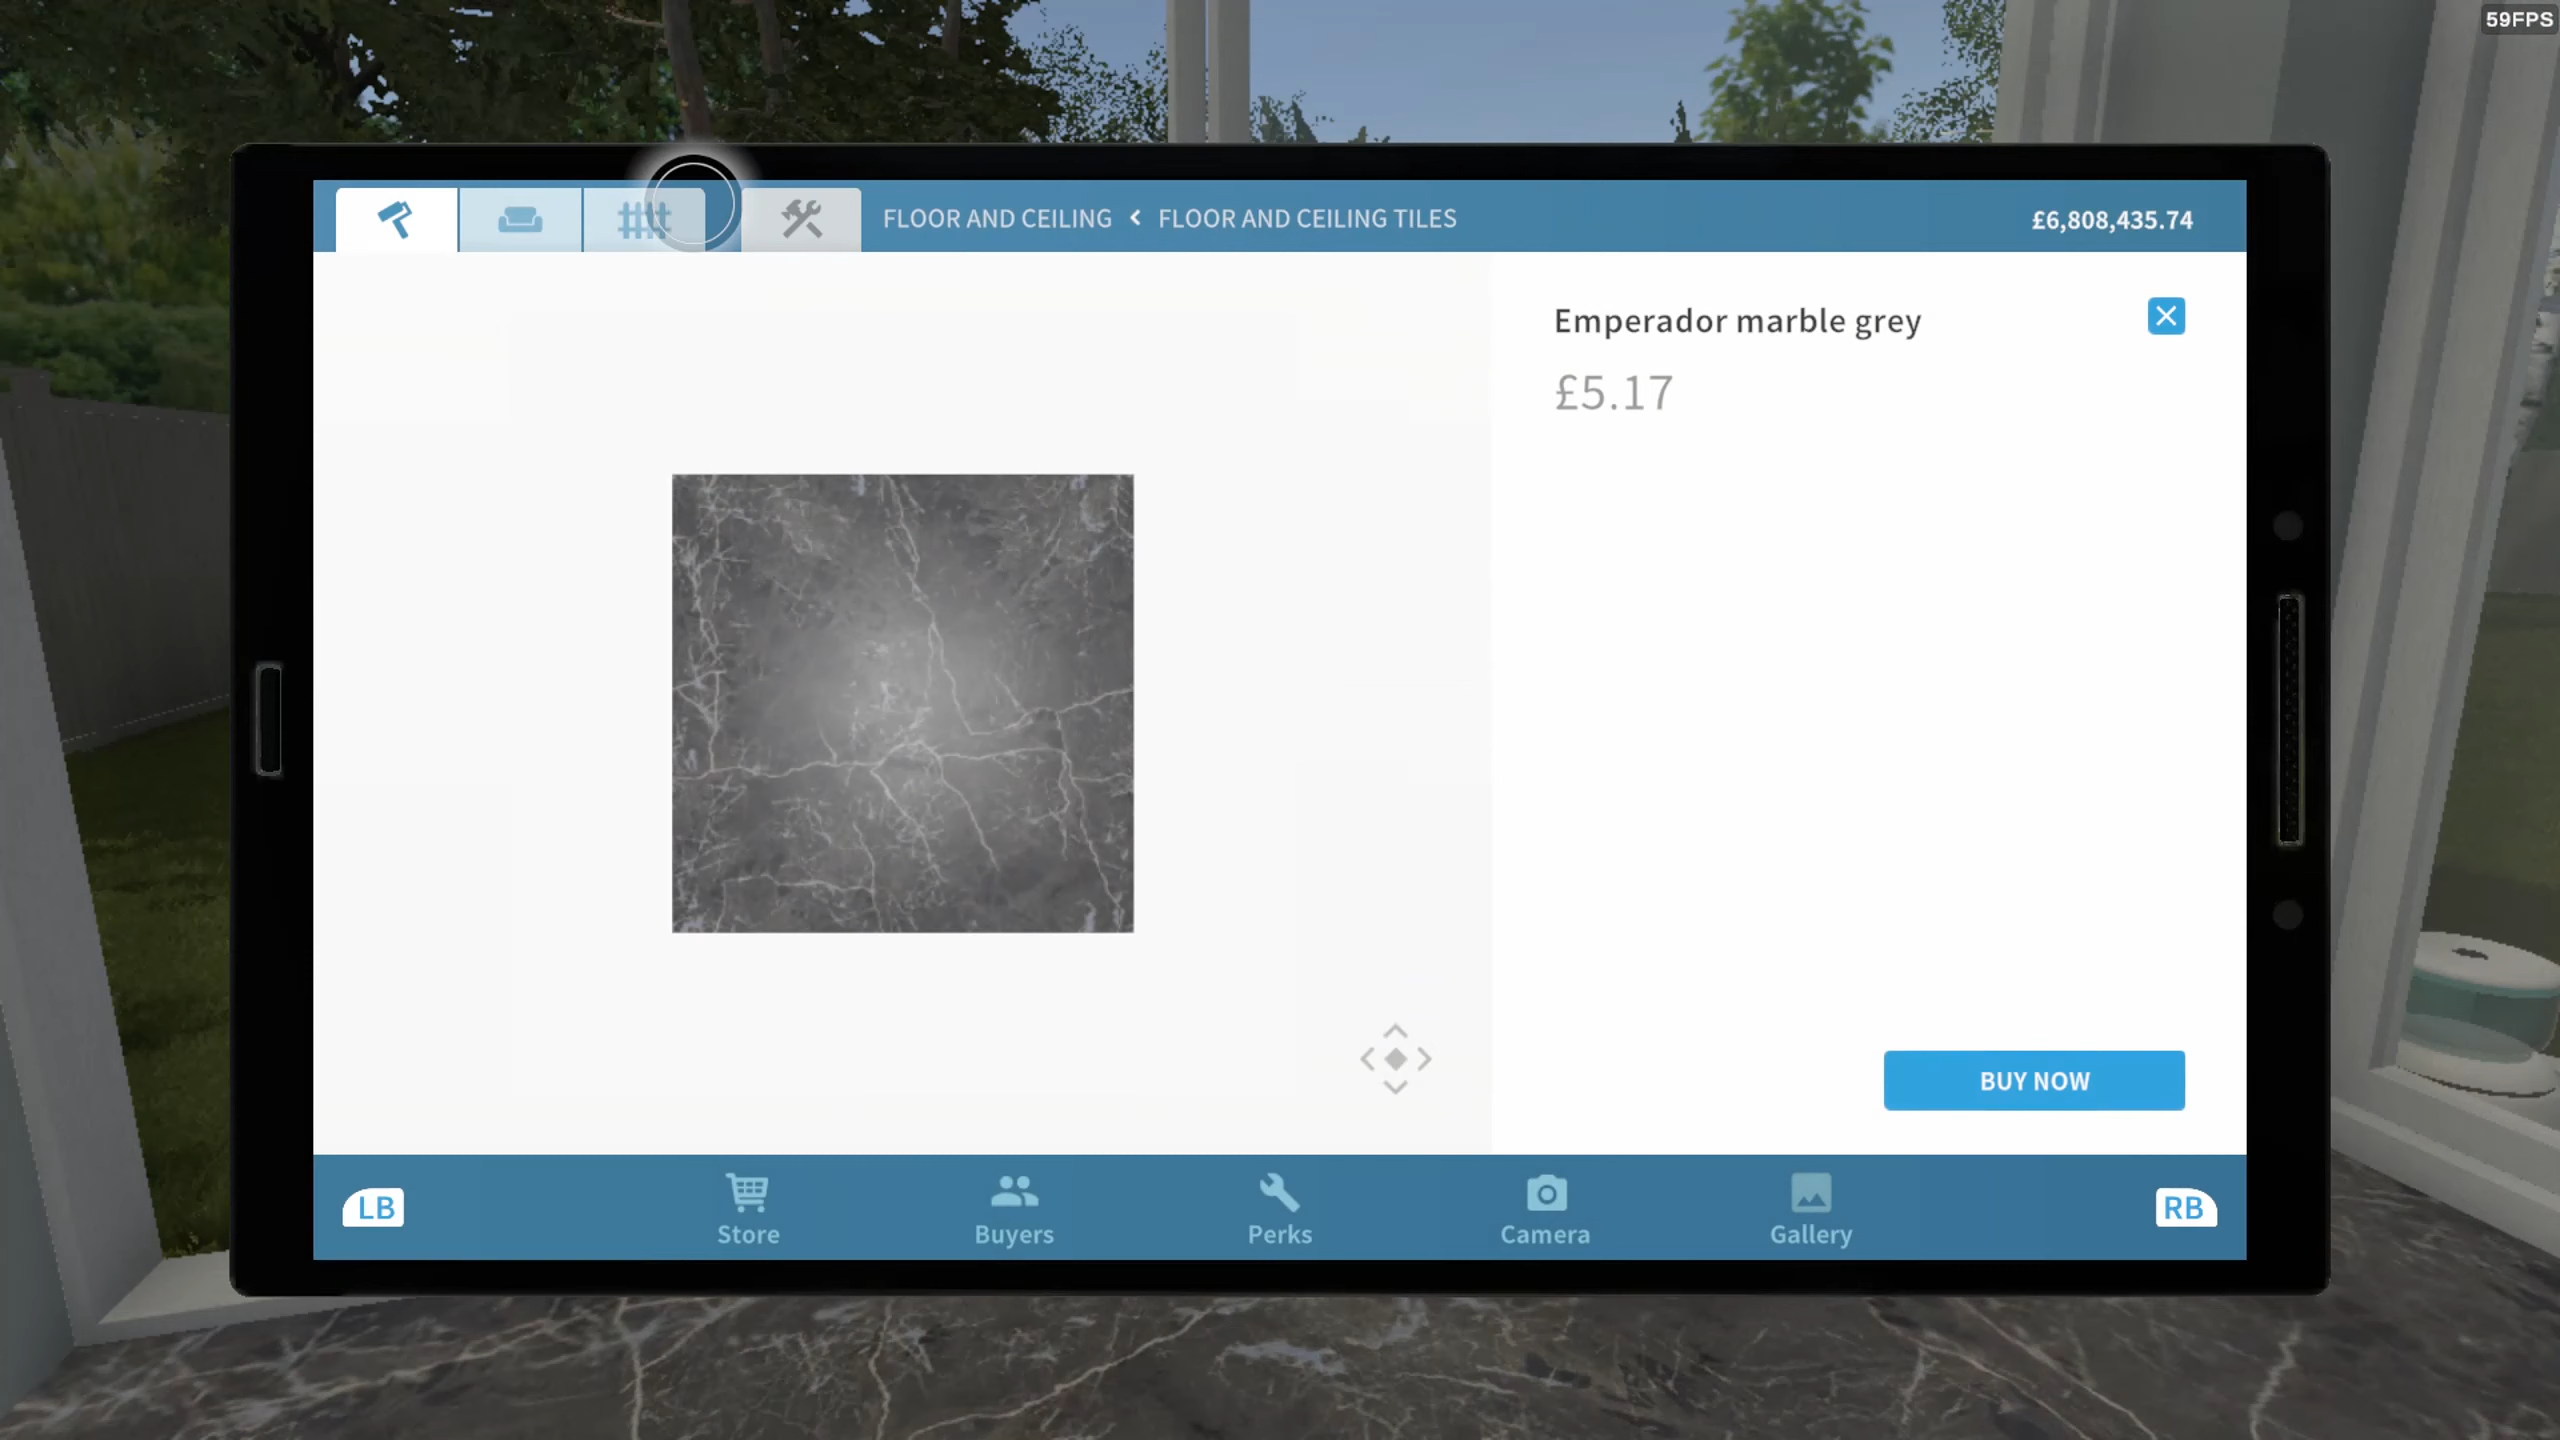 59FPS
FLOOR AND CEILING < FLOOR AND CEILING TILES
£6,808,435.74
Emperador marble grey
£5.17
BUY NOW
LB
Store
Buyers
Perks
Camera
Gallery
RB